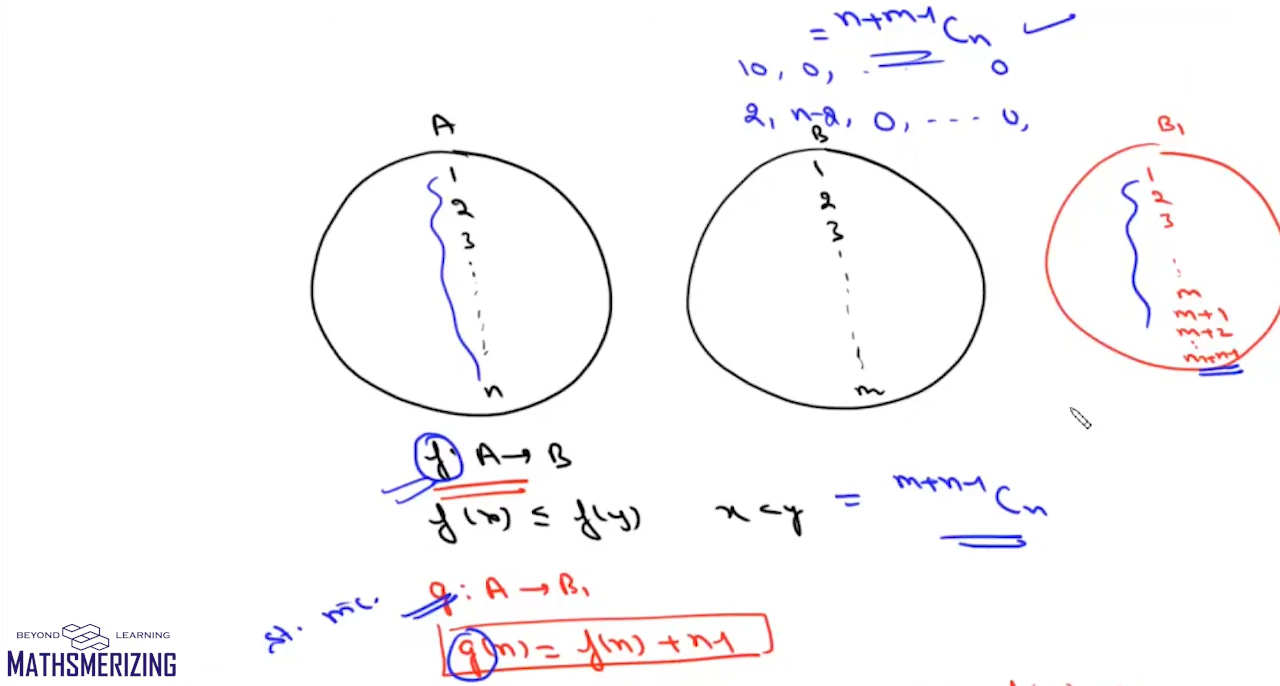 = ⁿ⁺ᵐ⁻¹Cₙ
10, 0, . . 0
2, n-2, 0, ---- 0,
A
1
2
3
n
B
1
2
3
m
B₁
1
2
3
m
m+1
m+2
m+n-1
f: A → B
f(x) ≤ f(y) x < y = ᵐ⁺ⁿ⁻¹Cₙ
g: A → B₁
st. inc.
g(n) = f(n) + n-1
BEYOND LEARNING
MATHSMERIZING